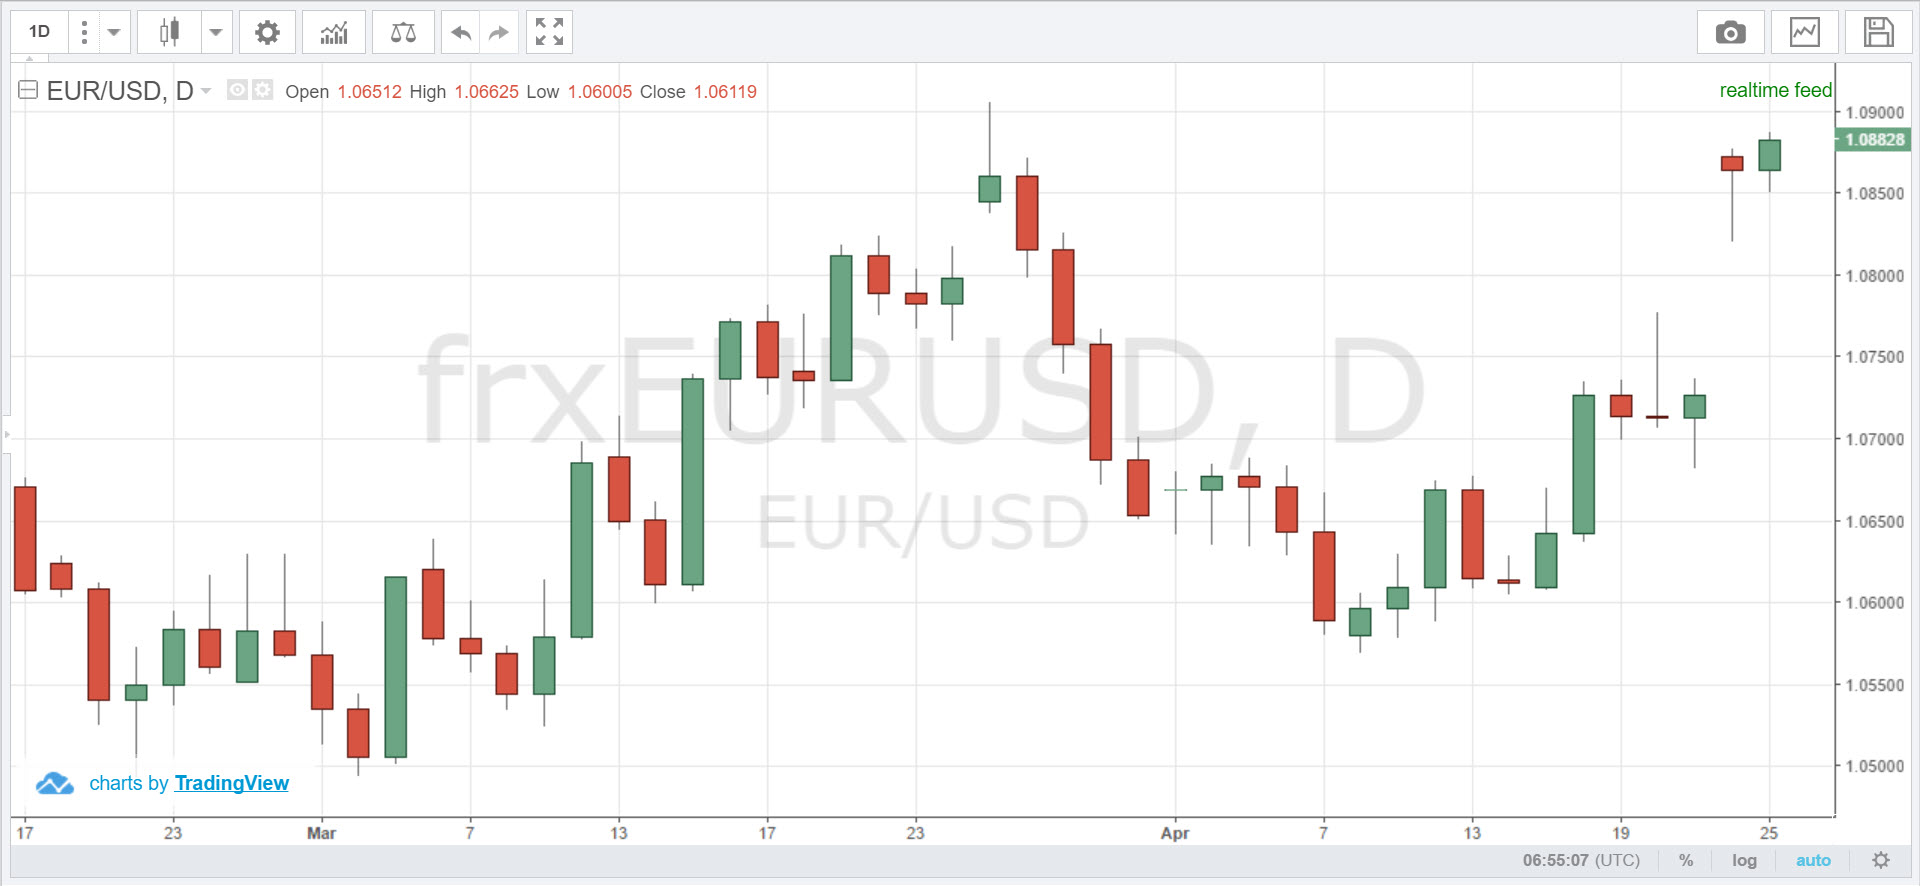 1D
EUR/USD, D Open 1.06512 High 1.06625 Low 1.06005 Close 1.06119
realtime feed
1.09000
1.08828
1.08500
1.08000
1.07500
1.07000
1.06500
1.06000
1.05500
1.05000
frxEURUSD, D
EUR/USD
charts by TradingView
17 23 Mar 7 13 17 23 Apr 7 13 19 25
06:55:07 (UTC) % log auto